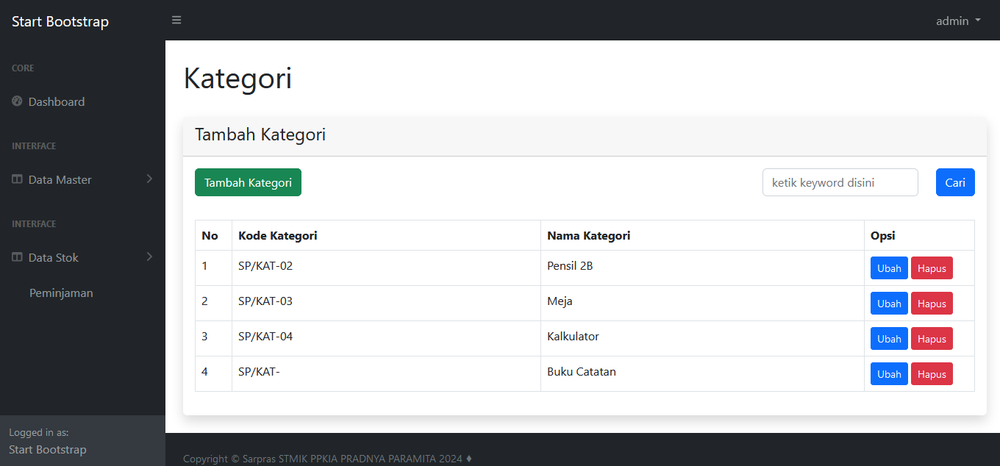 Start Bootstrap
admin
CORE
Dashboard
INTERFACE
Data Master
INTERFACE
Data Stok
Peminjaman
Logged in as:
Start Bootstrap
Kategori
Tambah Kategori
Tambah Kategori
ketik keyword disini
Cari
No Kode Kategori Nama Kategori Opsi
1 SP/KAT-02 Pensil 2B Ubah Hapus
2 SP/KAT-03 Meja Ubah Hapus
3 SP/KAT-04 Kalkulator Ubah Hapus
4 SP/KAT- Buku Catatan Ubah Hapus
Copyright © Sarpras STMIK PPKIA PRADNYA PARAMITA 2024 ♦